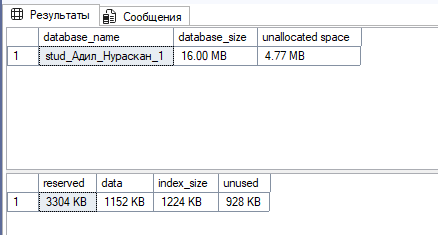 Результаты Сообщения
database_name database_size unallocated space
1 stud_Адил_Нураскан_1 16.00 MB 4.77 MB
reserved data index_size unused
1 3304 KB 1152 KB 1224 KB 928 KB